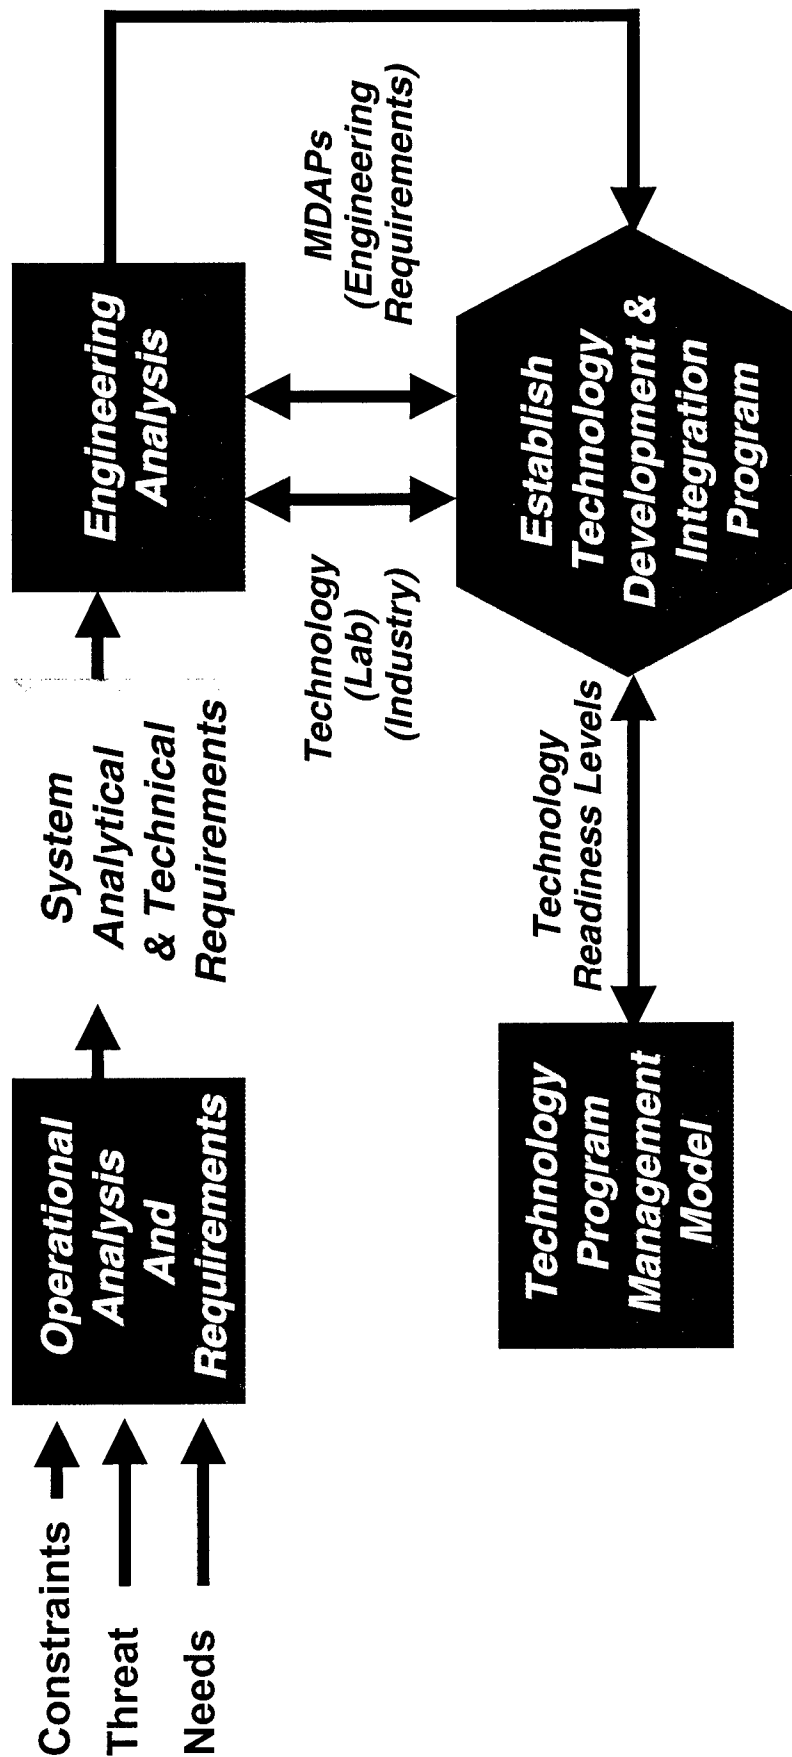 Constraints
Threat
Needs
Operational
Analysis
And
Requirements
System
Analytical
& Technical
Requirements
Engineering
Analysis
Technology
(Lab)
(Industry)
MDAPs
(Engineering
Requirements)
Technology
Program
Management
Model
Technology
Readiness Levels
Establish
Technology
Development &
Integration
Program